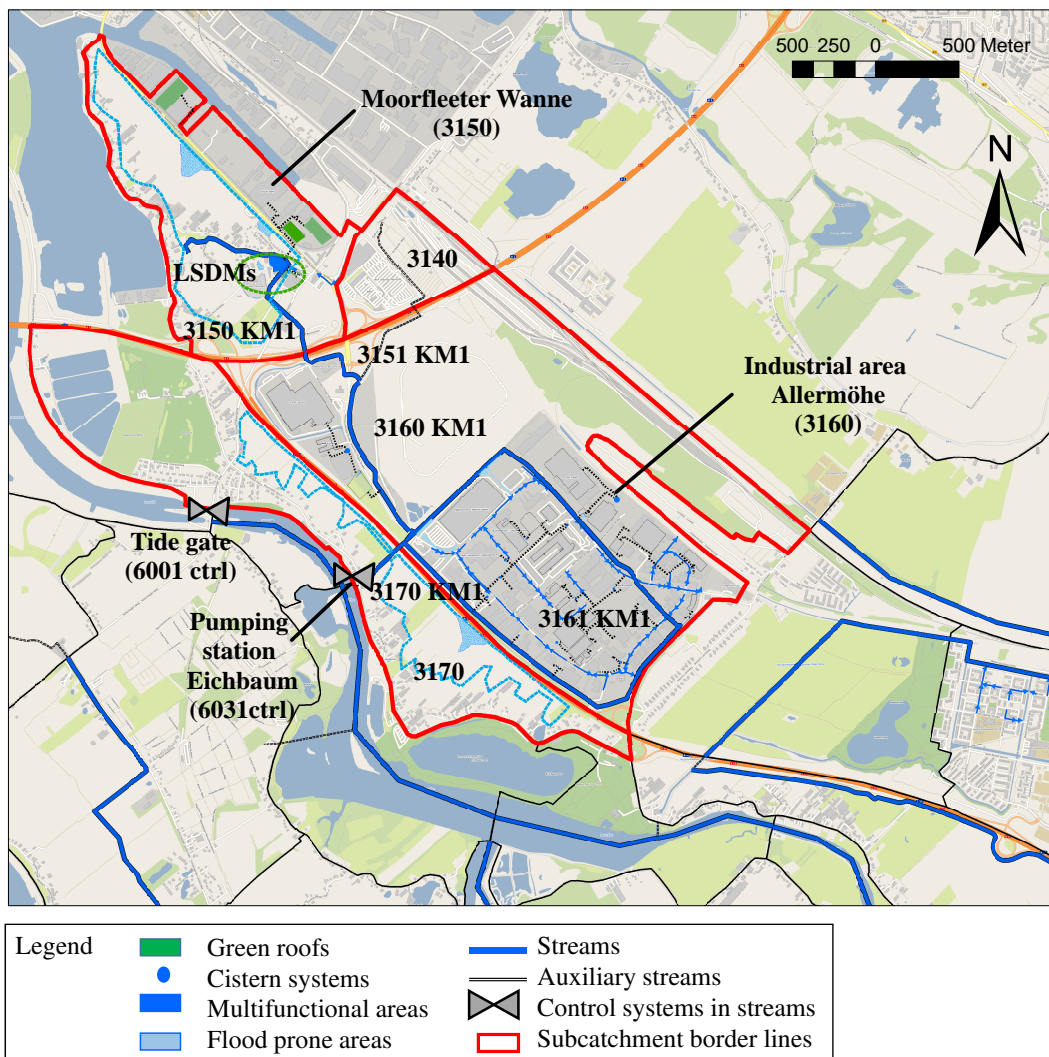 500 250 0 500 Meter
Moorfleeter Wanne
(3150)
N
3140
LSDMs
3150 KM1
3151 KM1
Industrial area
Allermöhe
(3160)
3160 KM1
Tide gate
(6001 ctrl)
3170 KM1
3161 KM1
Pumping
station
Eichbaum
(6031ctrl)
3170
Legend
Green roofs
Cistern systems
Multifunctional areas
Flood prone areas
Streams
Auxiliary streams
Control systems in streams
Subcatchment border lines